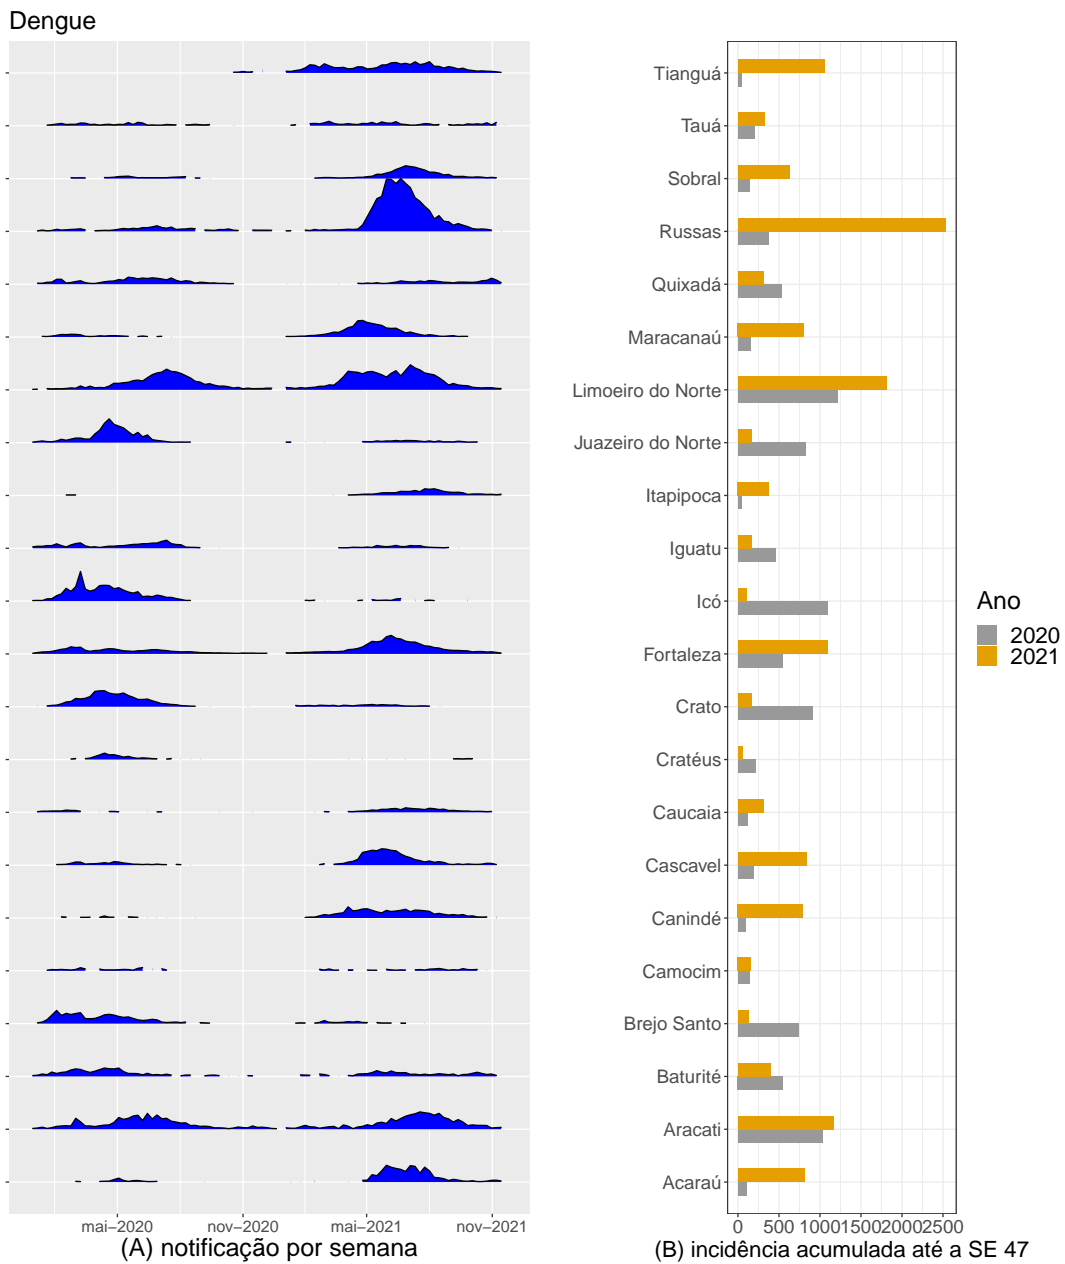 Dengue
Tianguá
Tauá
Sobral
Russas
Quixadá
Maracanaú
Limoeiro do Norte
Juazeiro do Norte
Itapipoca
Iguatu
Icó
Fortaleza
Crato
Cratéus
Caucaia
Cascavel
Canindé
Camocim
Brejo Santo
Baturité
Aracati
Acaraú
Ano
2020
2021
mai–2020 nov–2020 mai–2021 nov–2021
0 500 1000 1500 2000 2500
(A) notificação por semana
(B) incidência acumulada até a SE 47